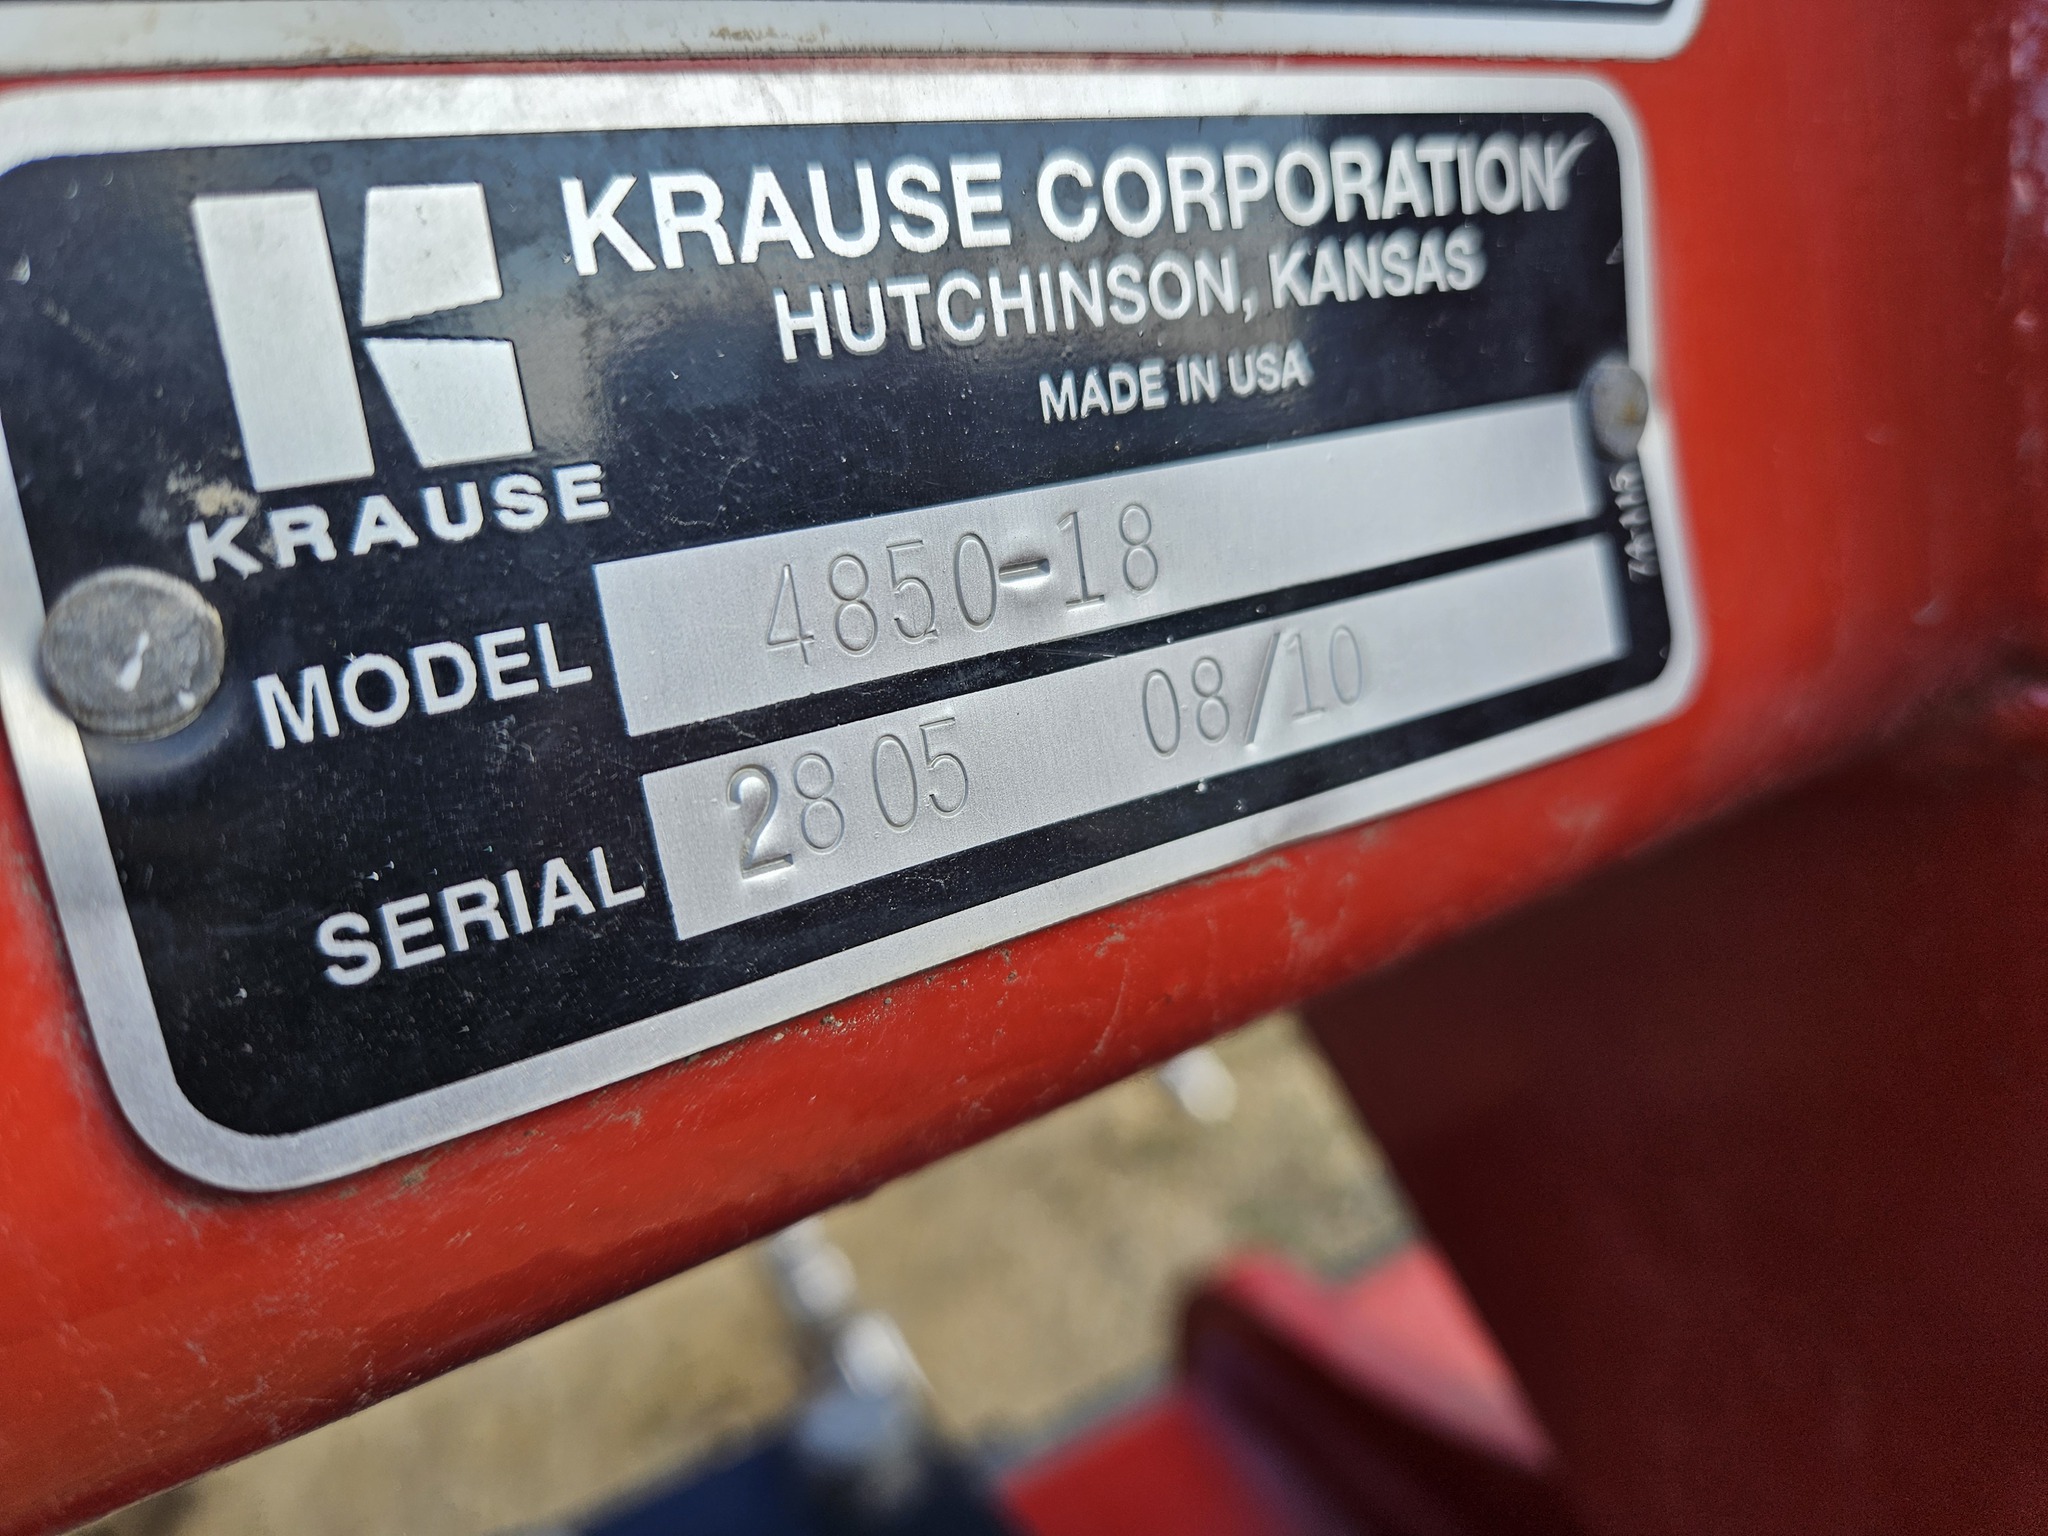 KRAUSE CORPORATION
HUTCHINSON, KANSAS
MADE IN USA
KRAUSE
MODEL 4850-18
SERIAL 2805 08/10